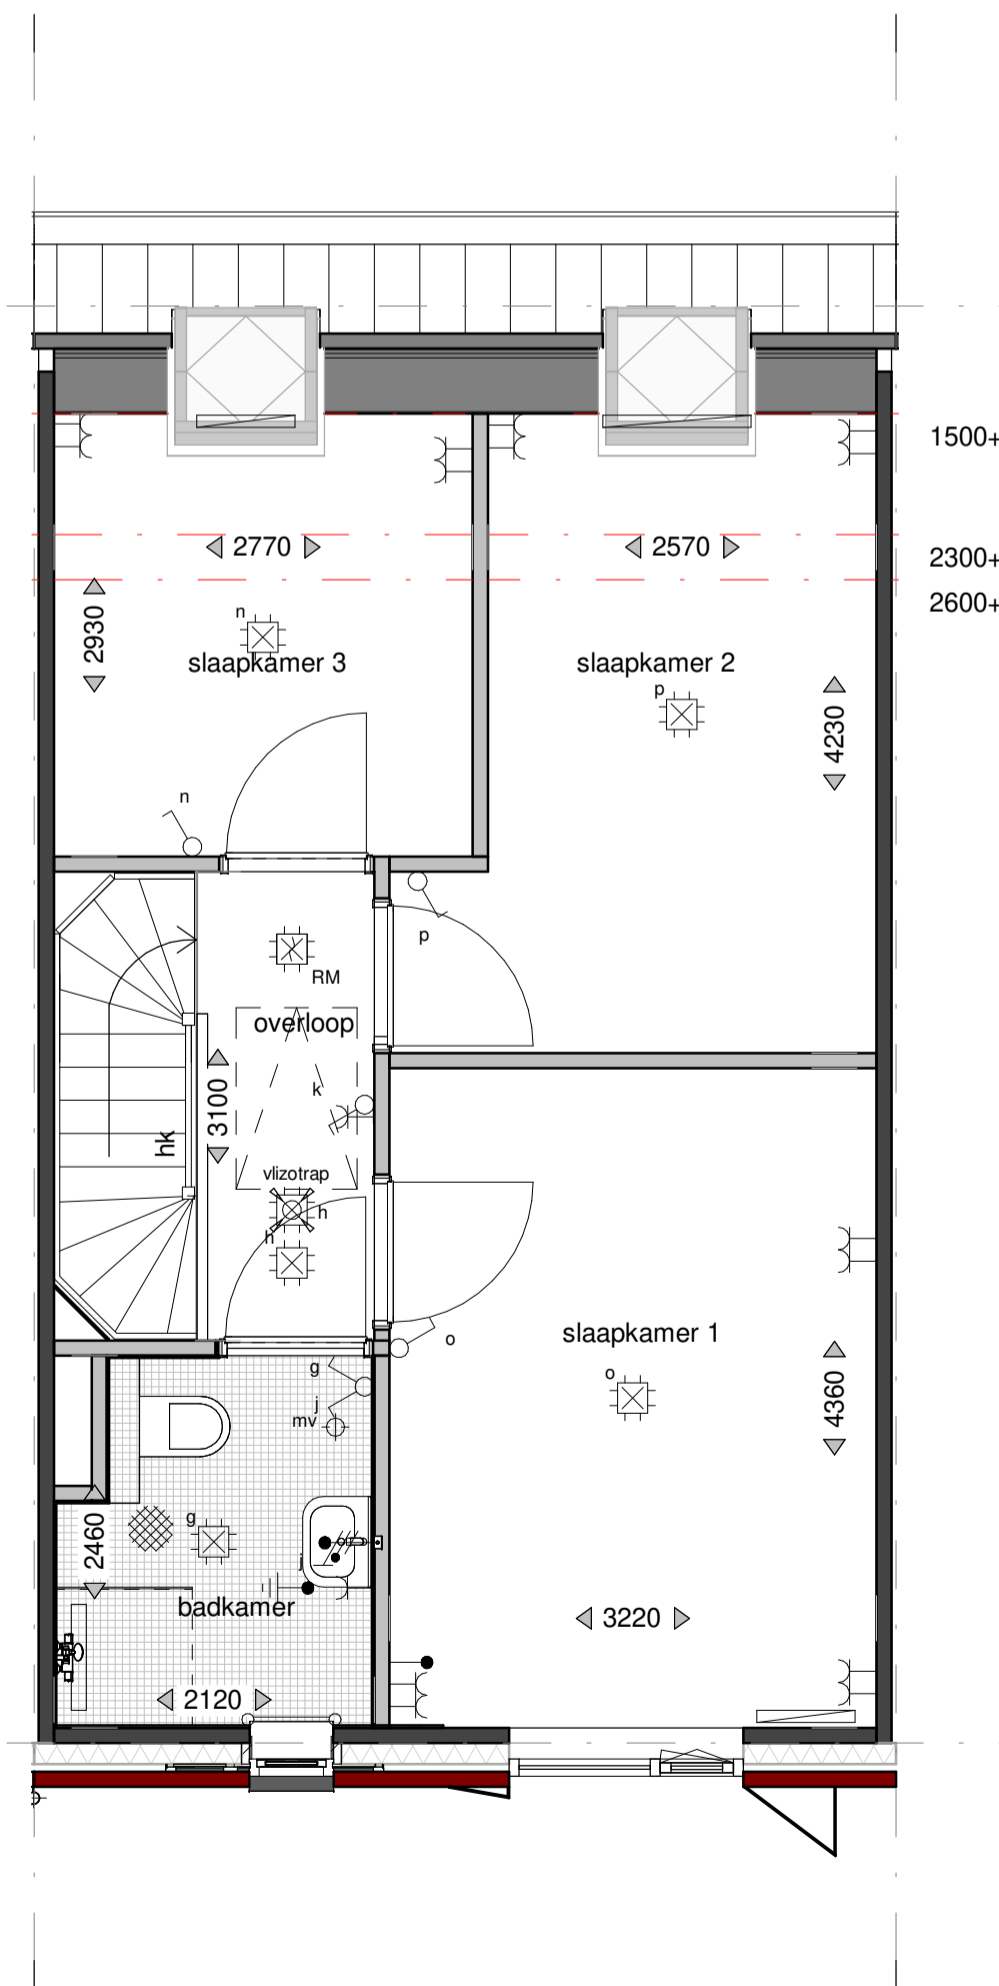 1500+
2770
2570
2300+
2600+
2930
n
slaapkamer 3
slaapkamer 2
p
4230
n
p
RM
overloop
k
3100
hk
vlizotrap
h
h
slaapkamer 1
o
g
o
j
mv
4360
g
2460
j
badkamer
3220
2120